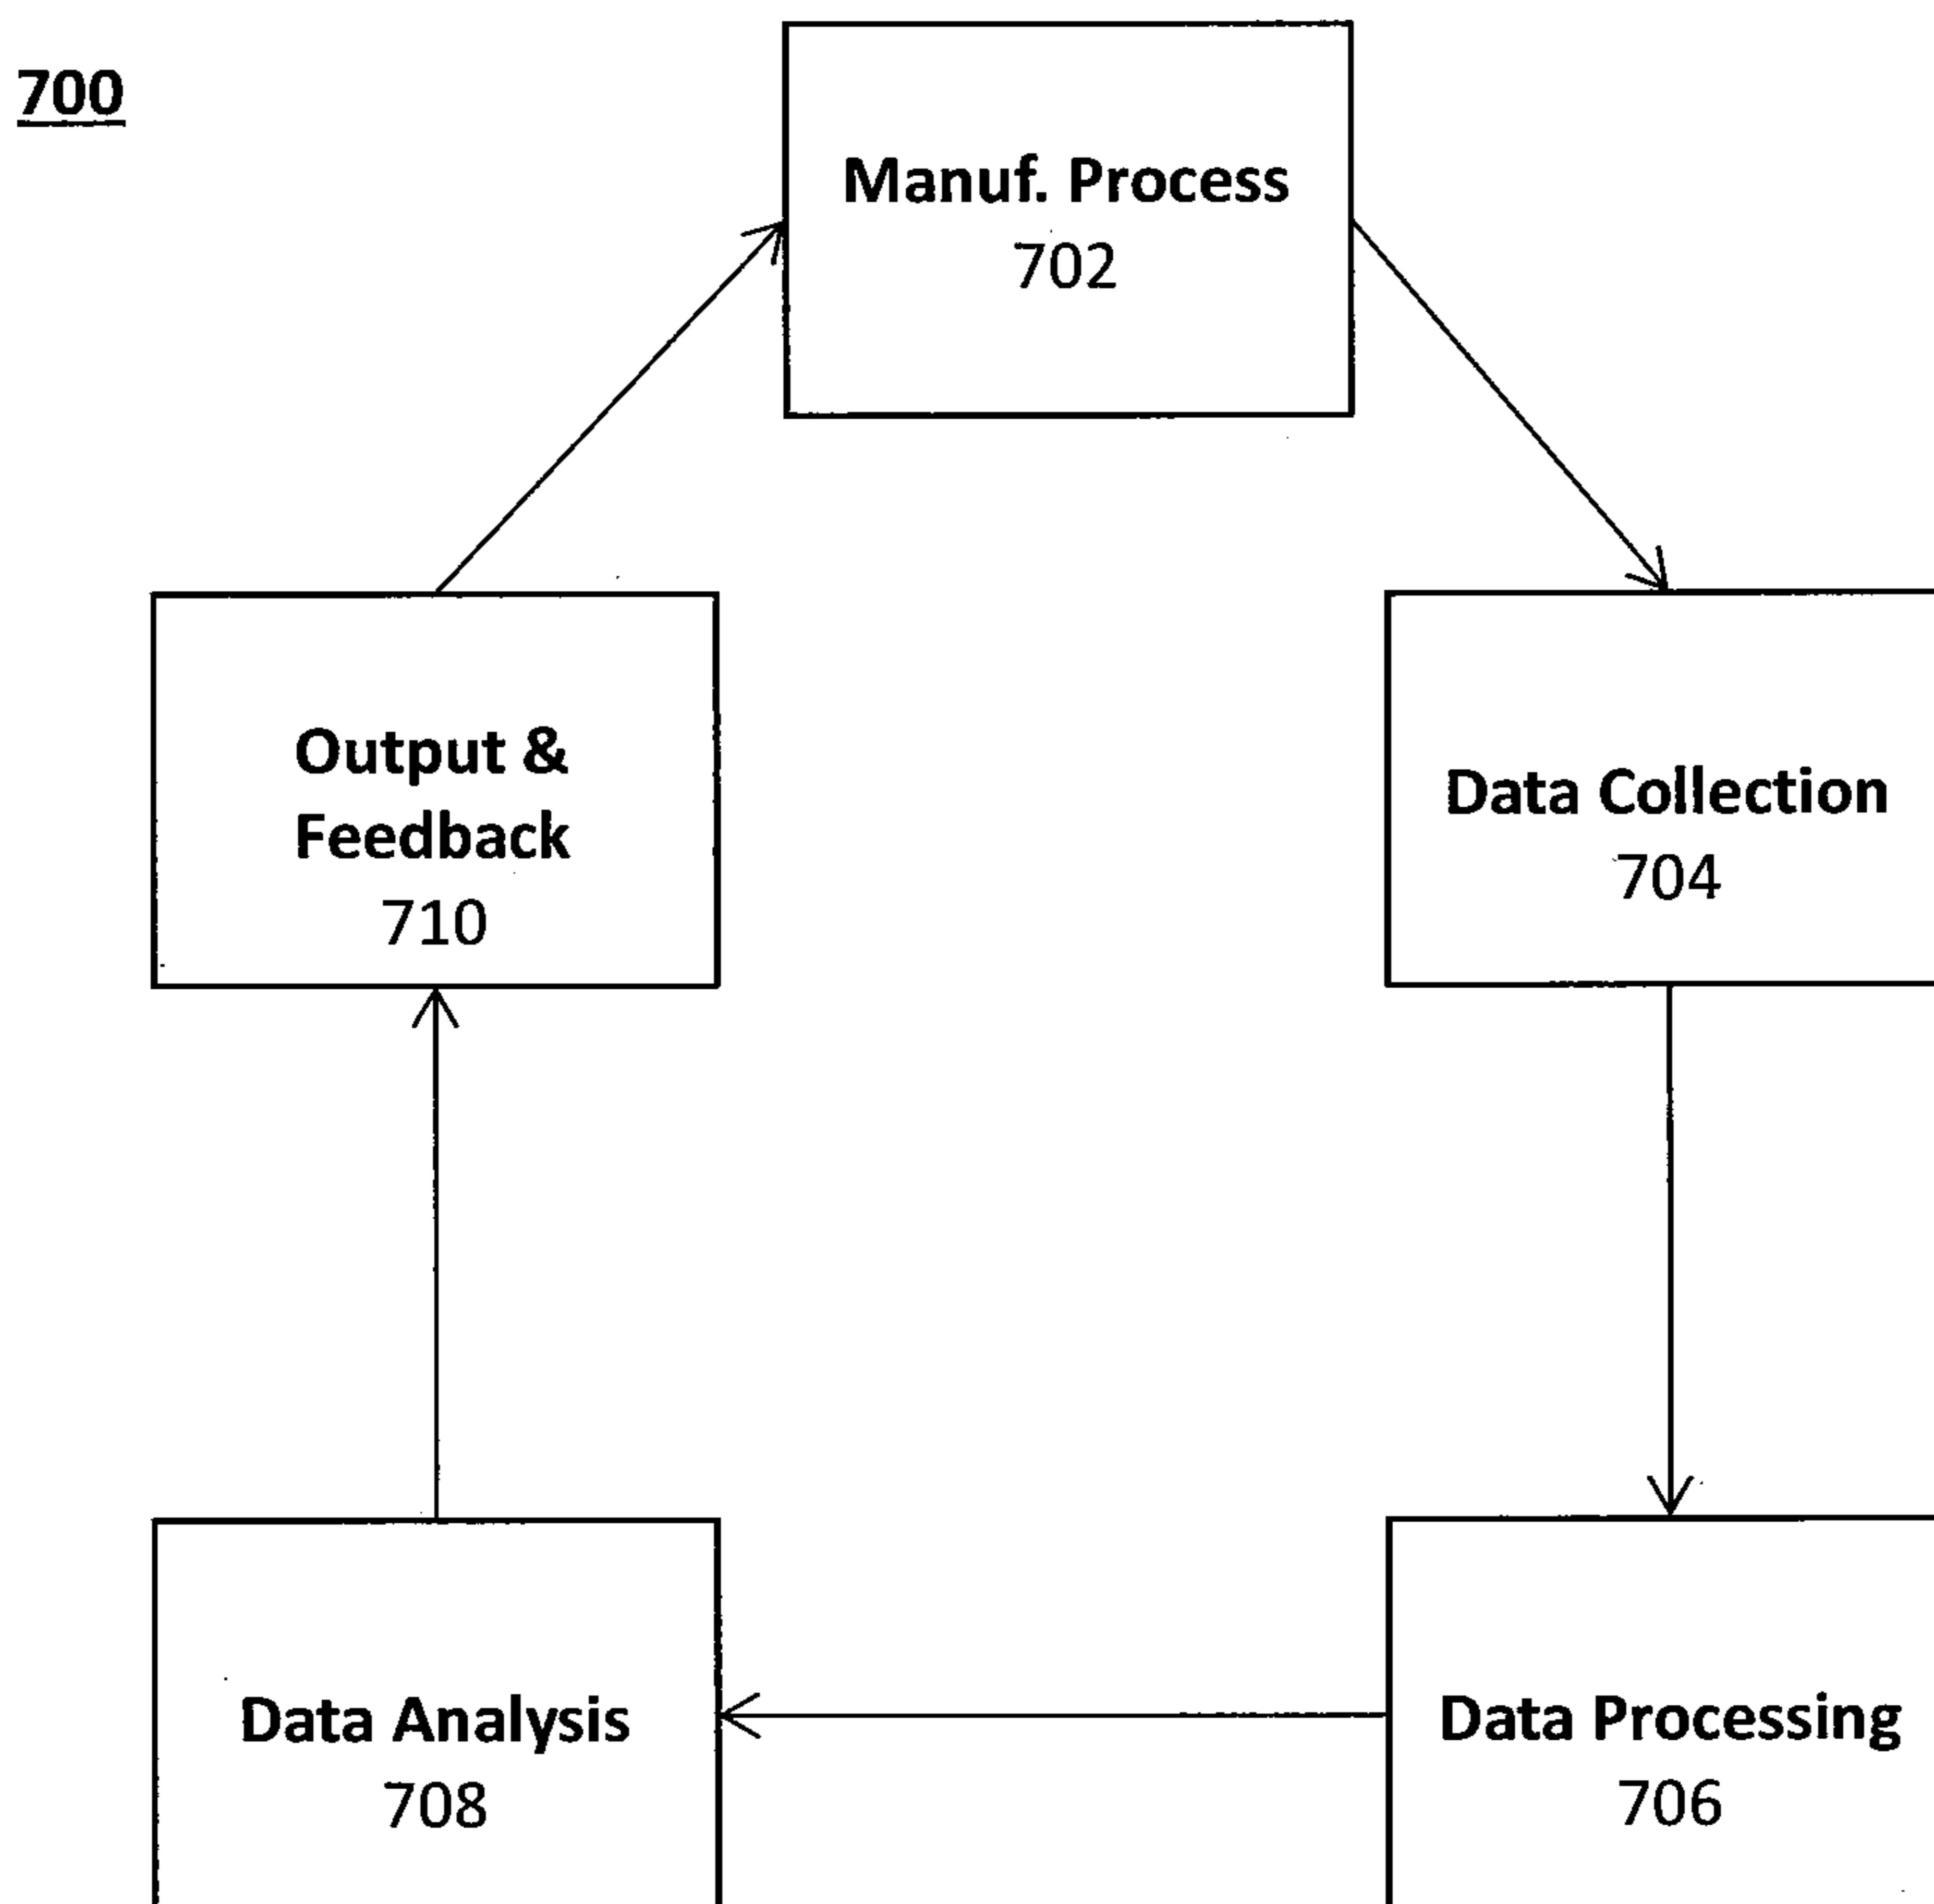 700
Manuf. Process
702
Output &
Feedback
710
Data Collection
704
Data Analysis
708
Data Processing
706